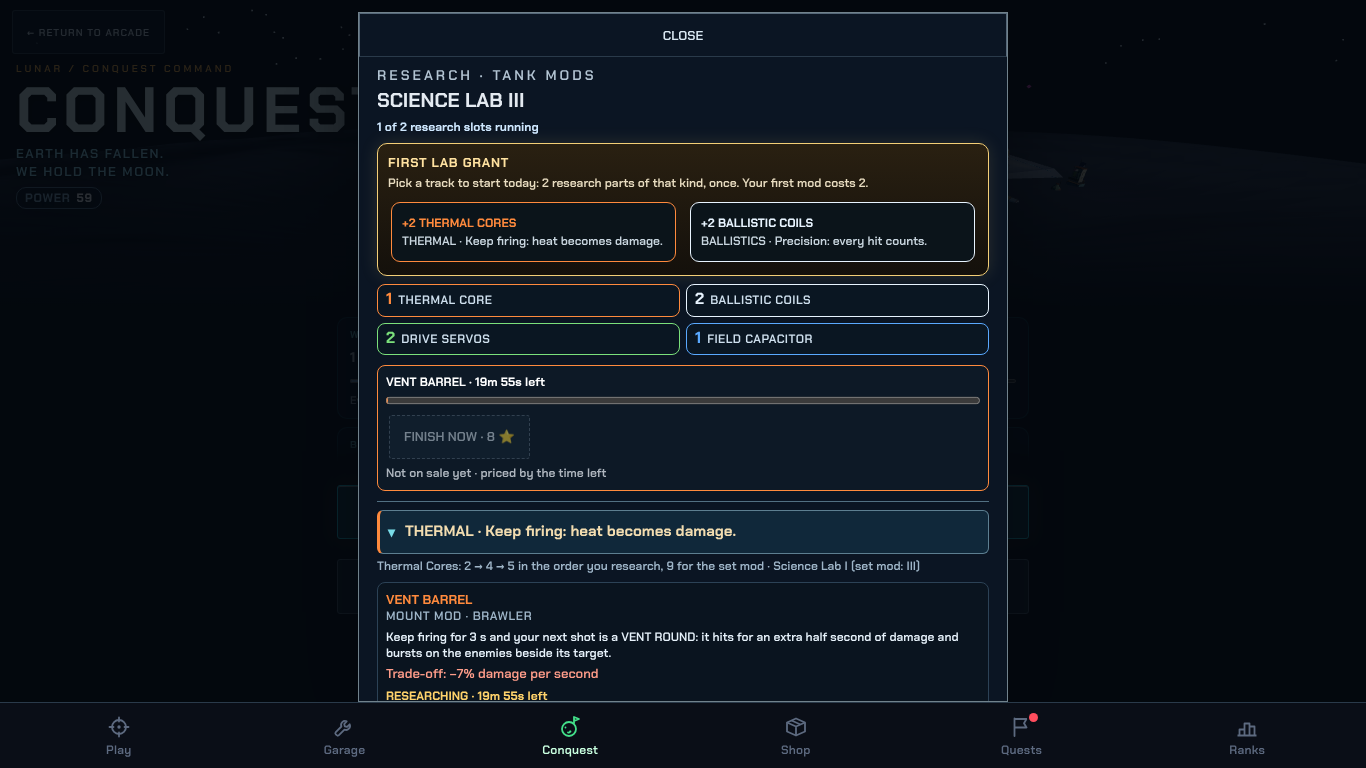 CLOSE
← RETURN TO ARCADE
LUNAR / CONQUEST COMMAND
CONQUEST
EARTH HAS FALLEN.
WE HOLD THE MOON.
POWER 59
RESEARCH · TANK MODS
SCIENCE LAB III
1 of 2 research slots running
FIRST LAB GRANT
Pick a track to start today: 2 research parts of that kind, once. Your first mod costs 2.
+2 THERMAL CORES
THERMAL · Keep firing: heat becomes damage.
+2 BALLISTIC COILS
BALLISTICS · Precision: every hit counts.
1 THERMAL CORE
2 BALLISTIC COILS
2 DRIVE SERVOS
1 FIELD CAPACITOR
VENT BARREL · 19m 55s left
FINISH NOW · 8 ⭐
Not on sale yet · priced by the time left
▼ THERMAL · Keep firing: heat becomes damage.
Thermal Cores: 2 → 4 → 5 in the order you research, 9 for the set mod · Science Lab I (set mod: III)
VENT BARREL
MOUNT MOD · BRAWLER
Keep firing for 3 s and your next shot is a VENT ROUND: it hits for an extra half second of damage and
bursts on the enemies beside its target.
Trade-off: −7% damage per second
RESEARCHING · 19m 55s left
Play
Garage
Conquest
Shop
Quests
Ranks